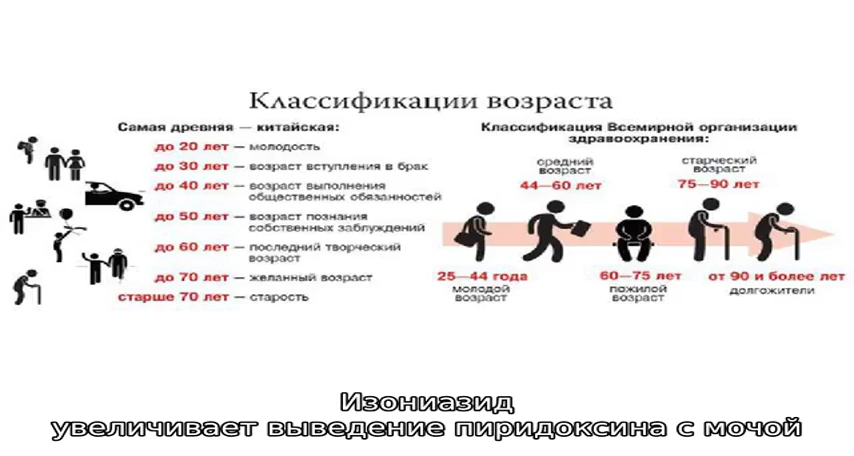 Классификации возраста
Самая древняя — китайская:
до 20 лет — молодость
до 30 лет — возраст вступления в брак
до 40 лет — возраст выполнения
общественных обязанностей
до 50 лет — возраст познания
собственных заблуждений
до 60 лет — последний творческий
возраст
до 70 лет — желанный возраст
старше 70 лет — старость
Классификация Всемирной организации
здравоохранения:
средний
возраст
44—60 лет
старческий
возраст
75—90 лет
25—44 года
молодой
возраст
60—75 лет
пожилой
возраст
от 90 и более лет
долгожители
Изониазид
увеличивает выведение пиридоксина с мочой